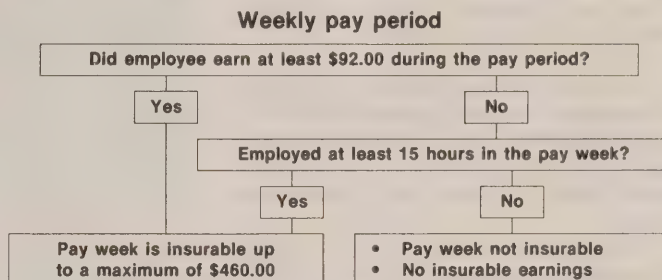 Weekly pay period
Did employee earn at least $92.00 during the pay period?
Yes
No
Employed at least 15 hours in the pay week?
Yes
No
Pay week is insurable up
to a maximum of $460.00
• Pay week not insurable
• No insurable earnings